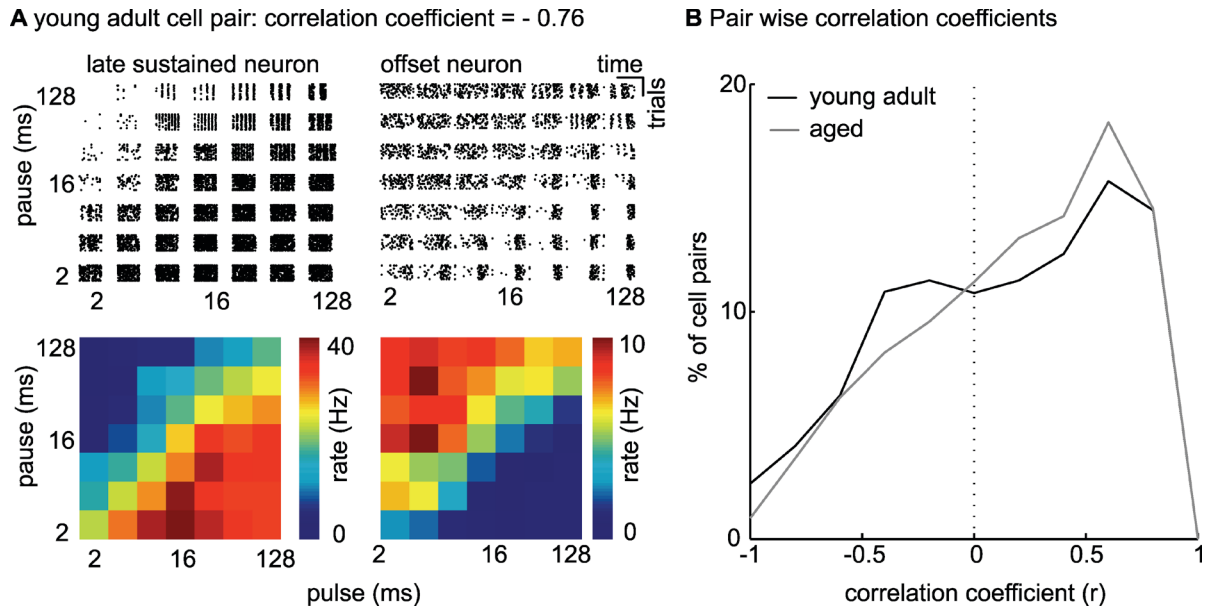 A young adult cell pair: correlation coefficient = - 0.76
late sustained neuron
offset neuron
time
trials
pause (ms)
128
16
2
2 16 128
2 16 128
pause (ms)
128
16
2
2 16 128
40
rate (Hz)
0
2 16 128
10
rate (Hz)
0
pulse (ms)
B Pair wise correlation coefficients
young adult
aged
% of cell pairs
20
10
0
-1 -0.5 0 0.5 1
correlation coefficient (r)